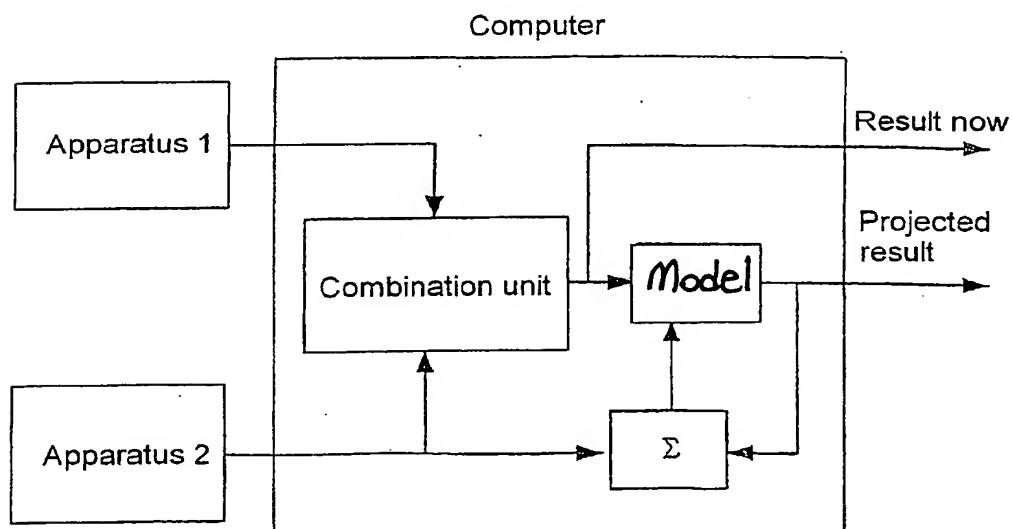 Computer
Apparatus 1
Result now
Projected
result
Combination unit
Model
Apparatus 2
Σ